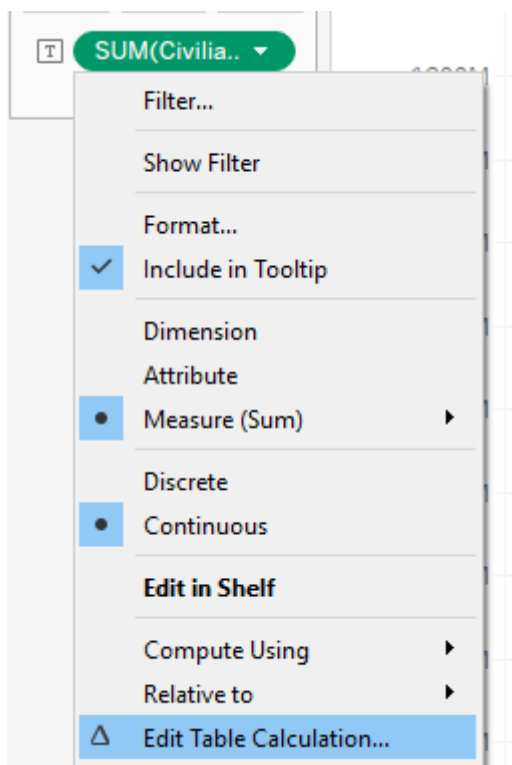 T SUM(Civilia..
Filter...
Show Filter
Format...
Include in Tooltip
Dimension
Attribute
Measure (Sum)
Discrete
Continuous
Edit in Shelf
Compute Using
Relative to
Edit Table Calculation...